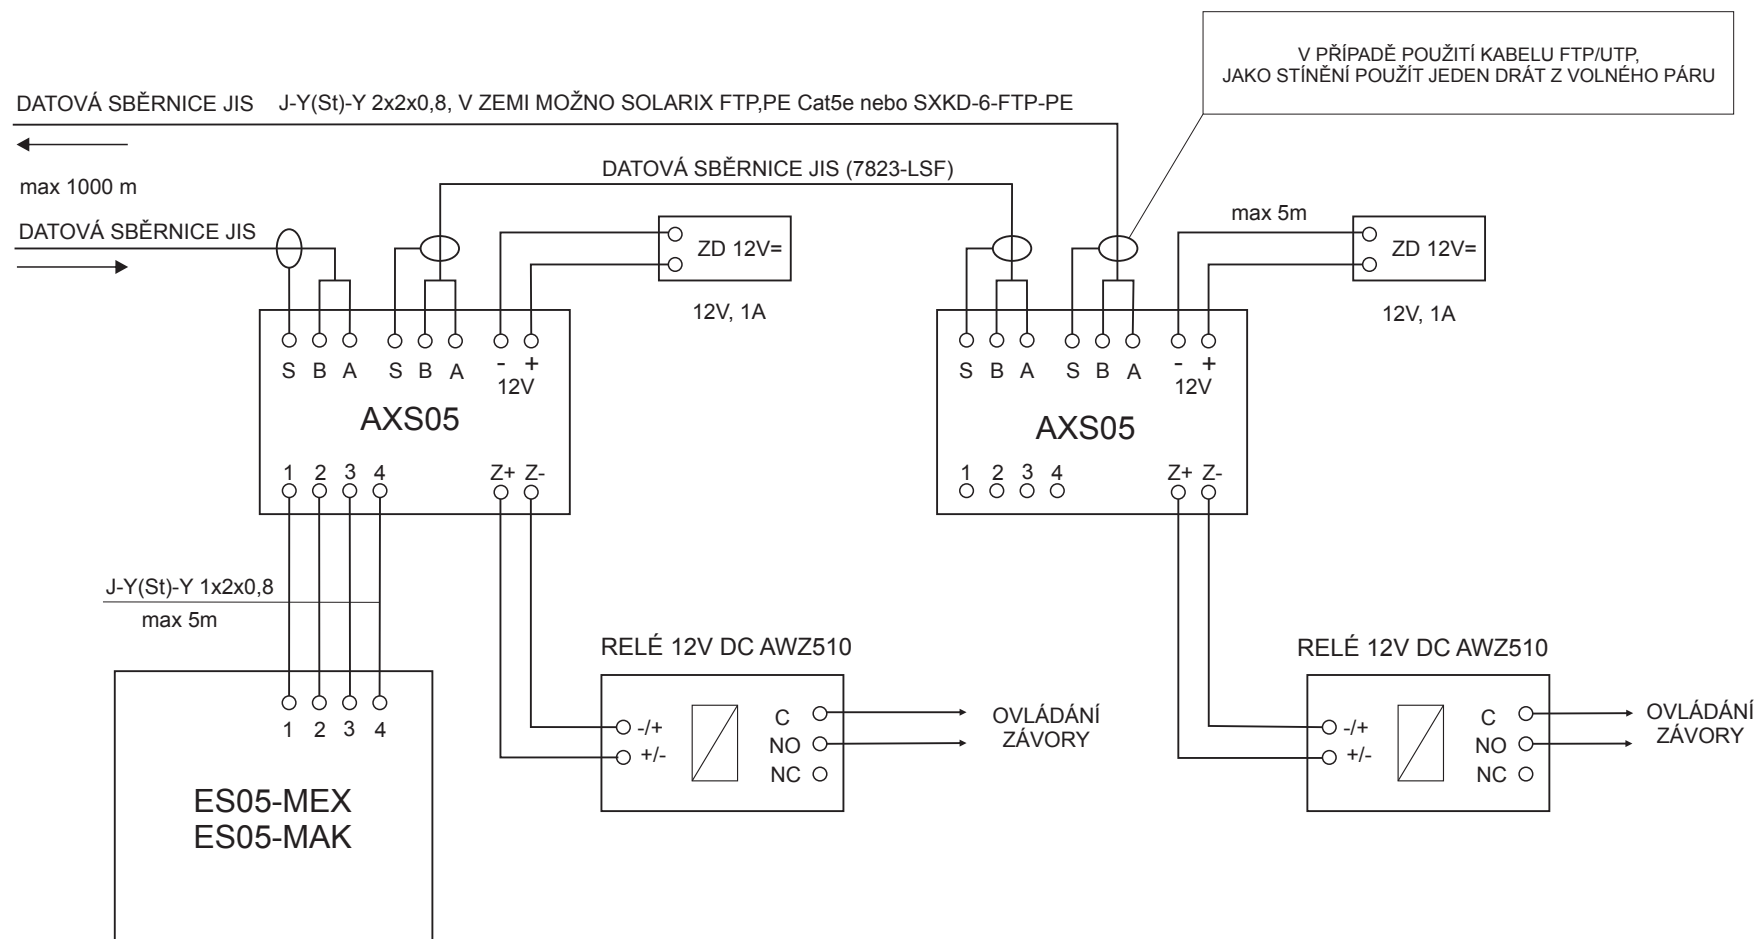 V PŘÍPADĚ POUŽITÍ KABELU FTP/UTP,
JAKO STÍNĚNÍ POUŽÍT JEDEN DRÁT Z VOLNÉHO PÁRU
DATOVÁ SBĚRNICE JIS J-Y(St)-Y 2x2x0,8, V ZEMI MOŽNO SOLARIX FTP,PE Cat5e nebo SXKD-6-FTP-PE
max 1000 m
DATOVÁ SBĚRNICE JIS (7823-LSF)
DATOVÁ SBĚRNICE JIS
ZD 12V=
12V, 1A
max 5m
ZD 12V=
12V, 1A
S B A S B A - +
12V
AXS05
1 2 3 4 Z+ Z-
S B A S B A - +
12V
AXS05
1 2 3 4 Z+ Z-
J-Y(St)-Y 1x2x0,8
max 5m
1 2 3 4
ES05-MEX
ES05-MAK
RELÉ 12V DC AWZ510
-/+
+/-
C
NO
NC
OVLÁDÁNÍ
ZÁVORY
RELÉ 12V DC AWZ510
-/+
+/-
C
NO
NC
OVLÁDÁNÍ
ZÁVORY